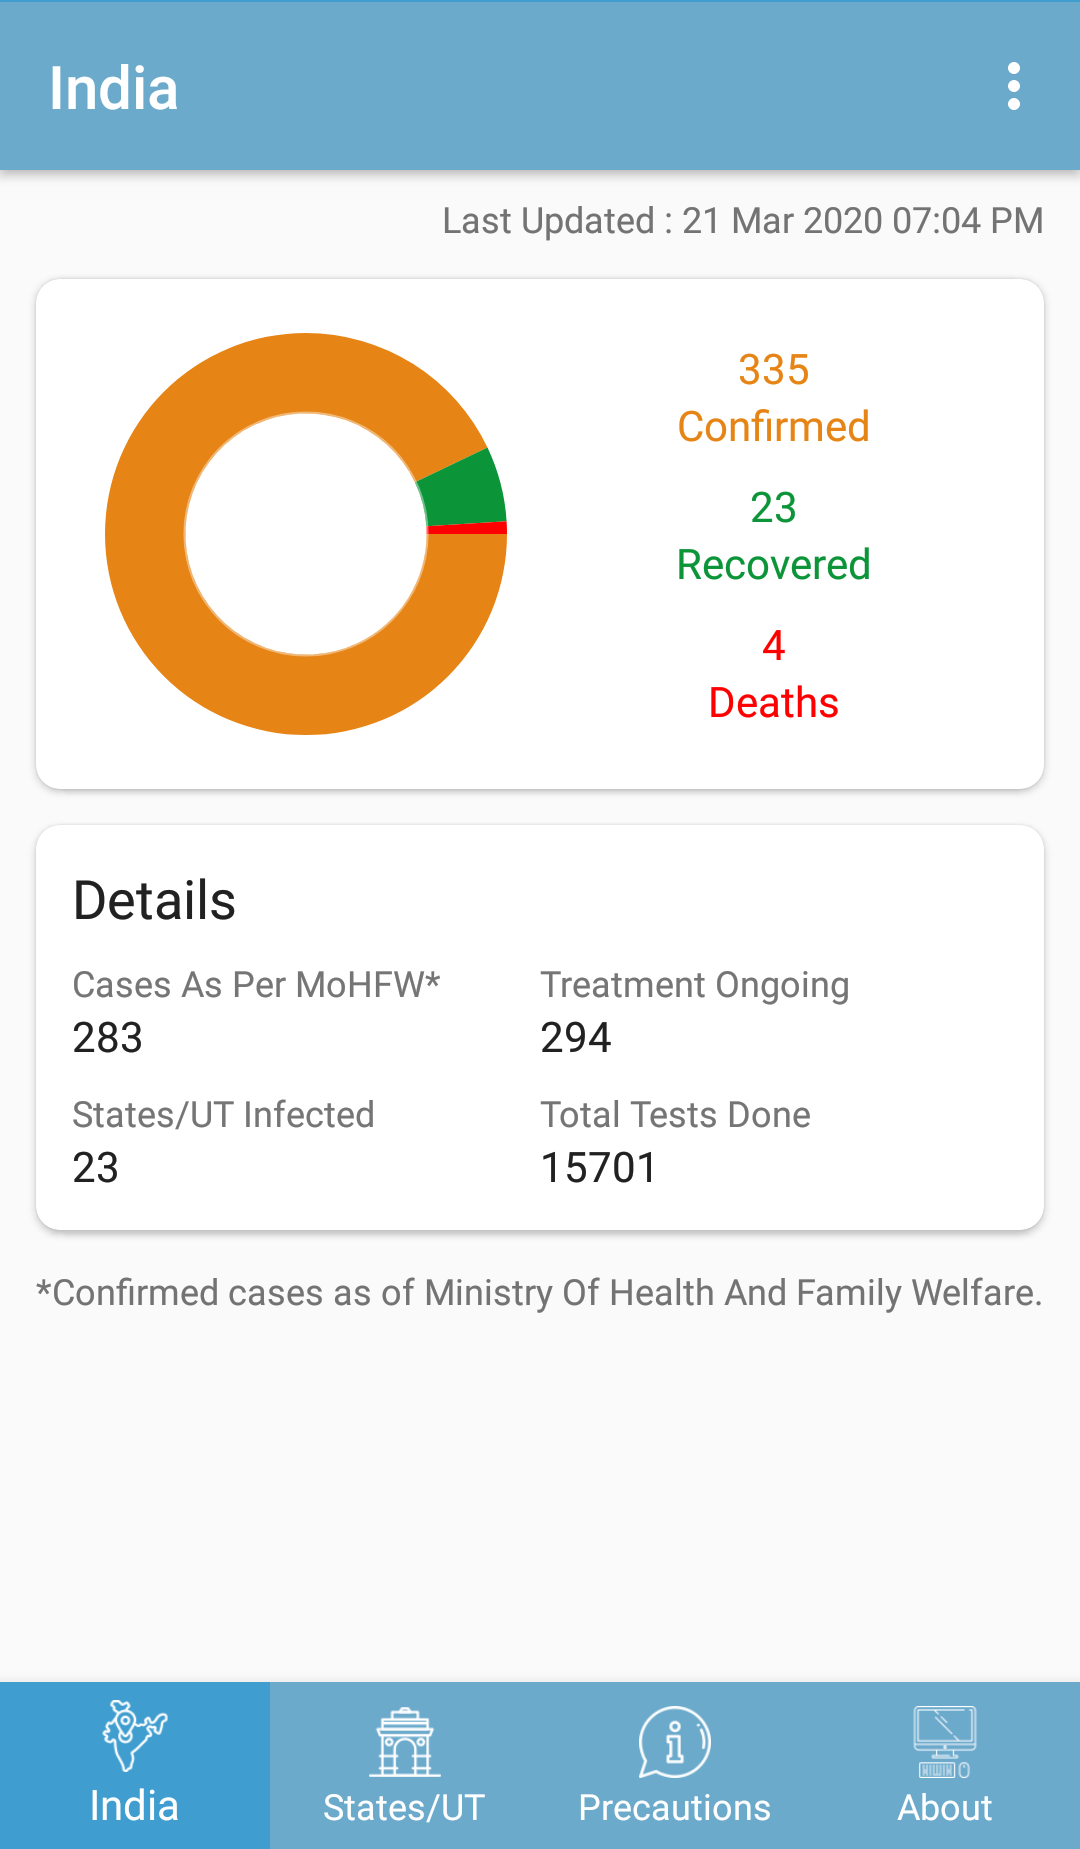 India
Last Updated : 21 Mar 2020 07:04 PM
335
Confirmed
23
Recovered
4
Deaths
Details
Cases As Per MoHFW*
283
Treatment Ongoing
294
States/UT Infected
23
Total Tests Done
15701
*Confirmed cases as of Ministry Of Health And Family Welfare.
India
States/UT
Precautions
About